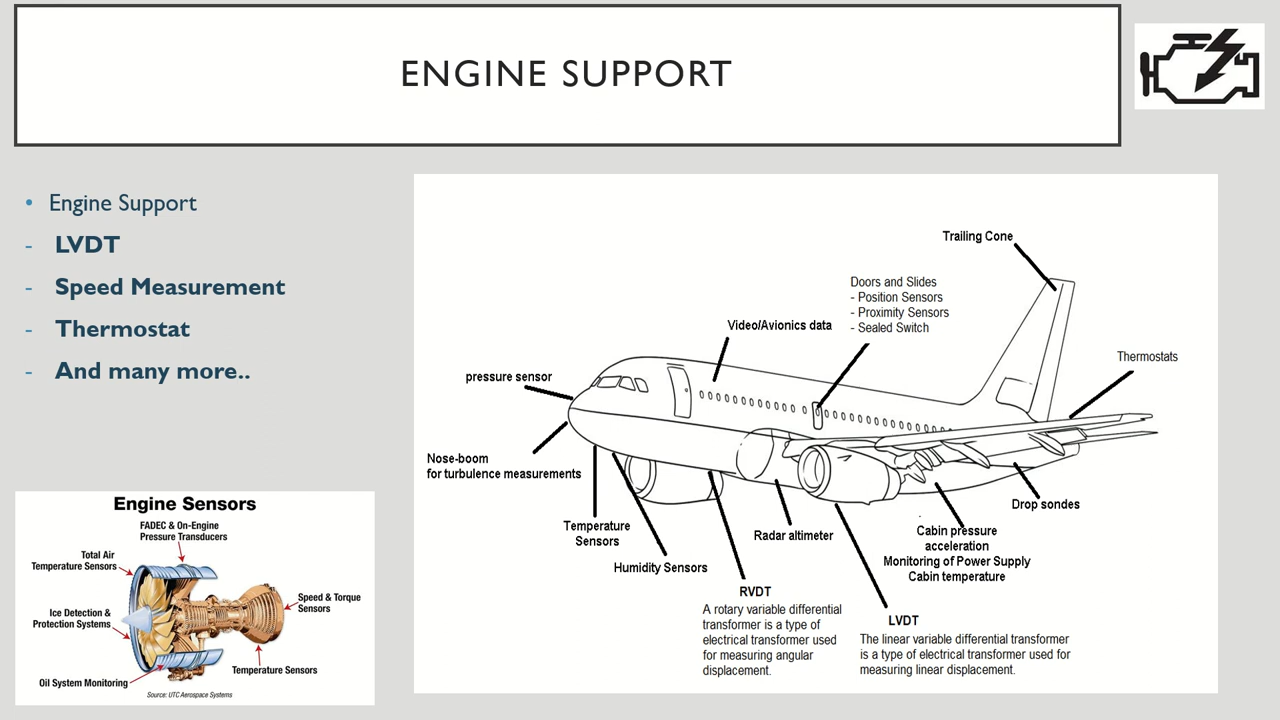 ENGINE SUPPORT
• Engine Support
- LVDT
- Speed Measurement
- Thermostat
- And many more..
Engine Sensors
FADEC & On-Engine
Pressure Transducers
Total Air
Temperature Sensors
Ice Detection &
Protection Systems
Speed & Torque
Sensors
Temperature Sensors
Oil System Monitoring
Source: UTC Aerospace Systems
Trailing Cone
Doors and Slides
- Position Sensors
- Proximity Sensors
- Sealed Switch
Video/Avionics data
Thermostats
pressure sensor
Nose-boom
for turbulence measurements
Temperature
Sensors
Humidity Sensors
Radar altimeter
Drop sondes
Cabin pressure
acceleration
Monitoring of Power Supply
Cabin temperature
RVDT
A rotary variable differential
transformer is a type of
electrical transformer used
for measuring angular
displacement.
LVDT
The linear variable differential transformer
is a type of electrical transformer used for
measuring linear displacement.